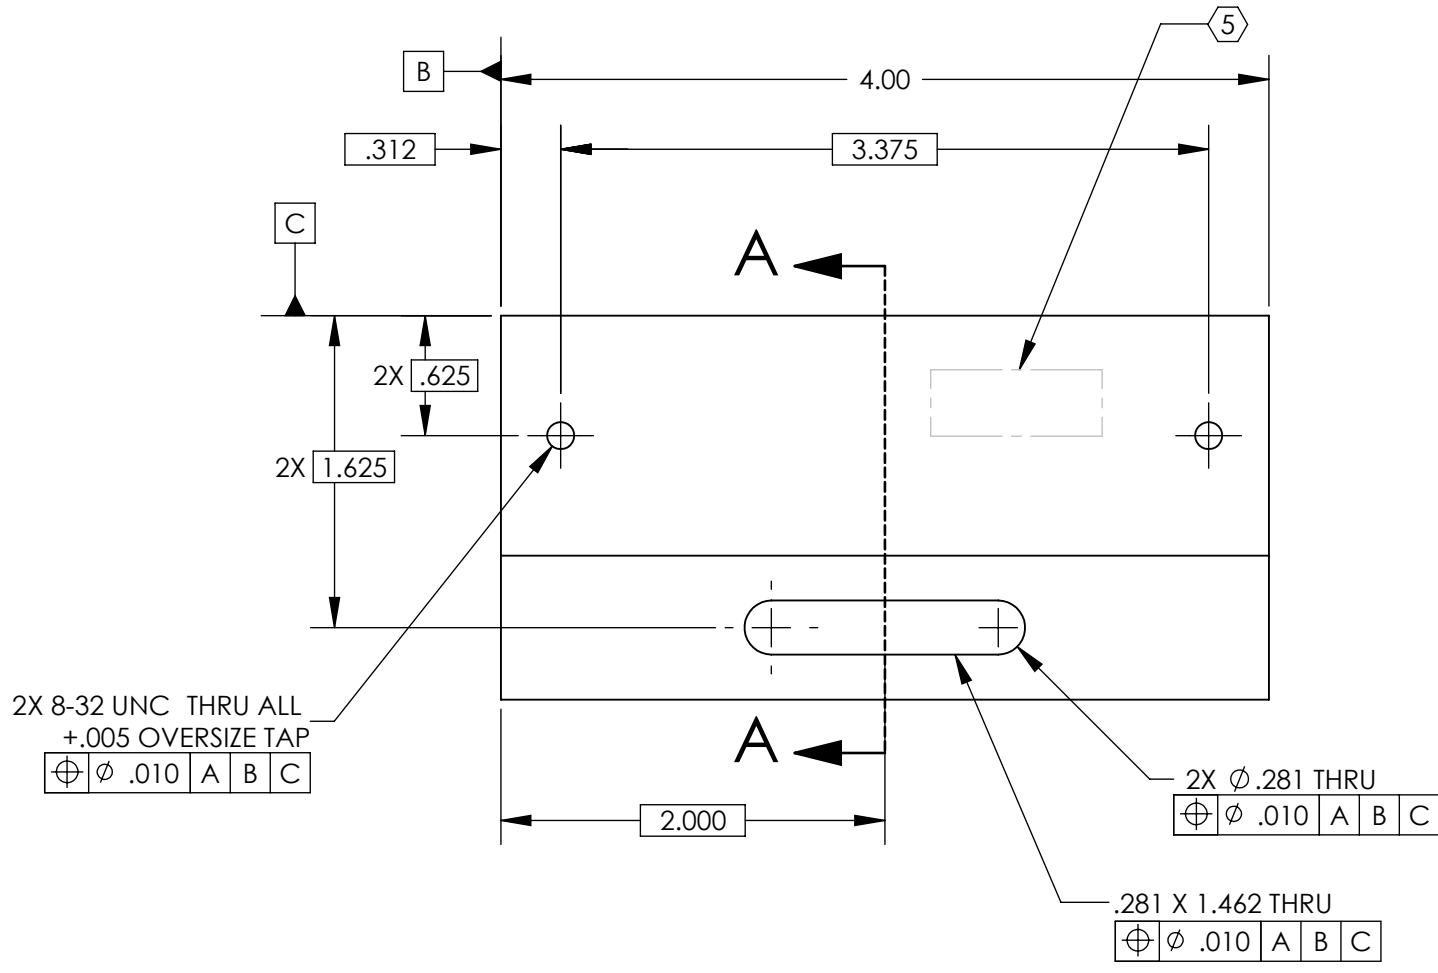 5
B
4.00
.312
3.375
C
A
2X .625
2X 1.625
2X 8-32 UNC THRU ALL
+.005 OVERSIZE TAP
⌖ ⌀ .010 A B C
A
2.000
2X ⌀.281 THRU
⌖ ⌀ .010 A B C
.281 X 1.462 THRU
⌖ ⌀ .010 A B C